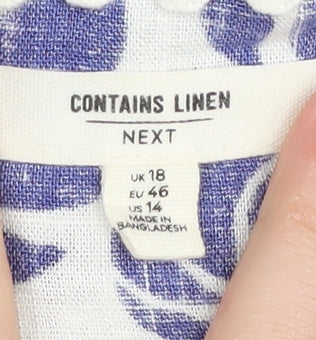 CONTAINS LINEN
NEXT
UK 18
EU 46
US 14
MADE IN
BANGLADESH